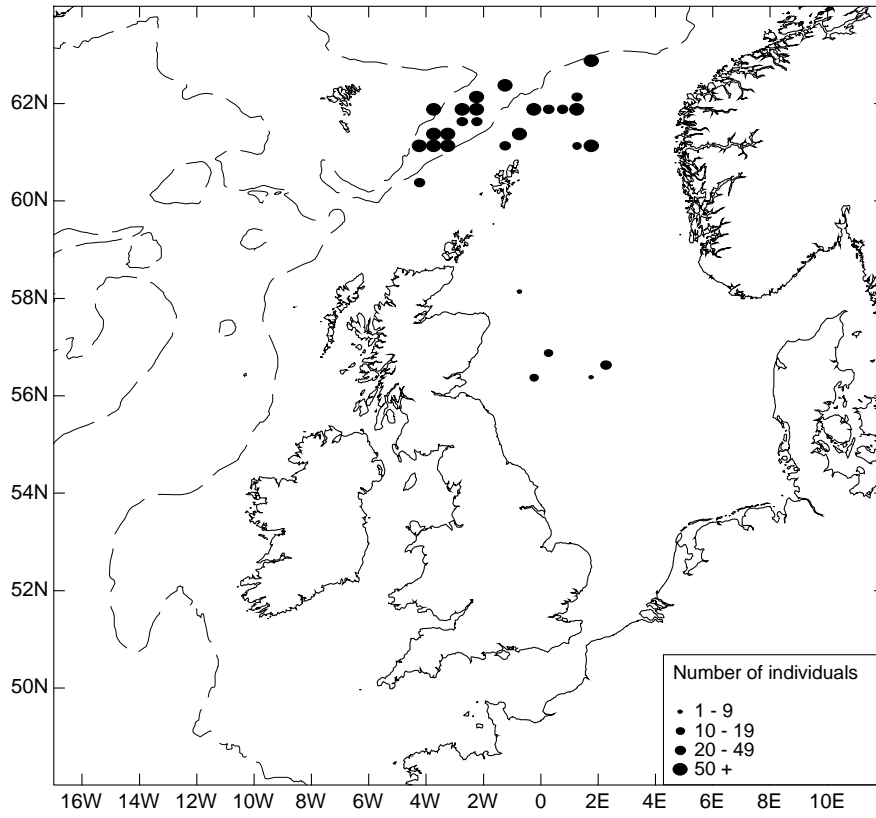 62N
60N
58N
56N
54N
52N
50N
Number of individuals
1 - 9
10 - 19
20 - 49
50 +
16W 14W 12W 10W 8W 6W 4W 2W 0 2E 4E 6E 8E 10E